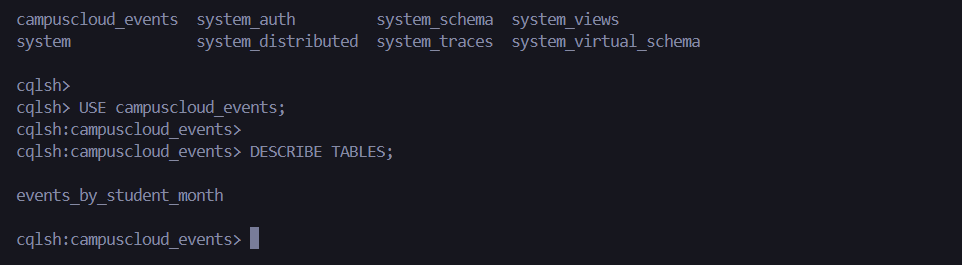 campuscloud_events  system_auth         system_schema  system_views
system              system_distributed  system_traces  system_virtual_schema
cqlsh>
cqlsh> USE campuscloud_events;
cqlsh:campuscloud_events>
cqlsh:campuscloud_events> DESCRIBE TABLES;
events_by_student_month
cqlsh:campuscloud_events>